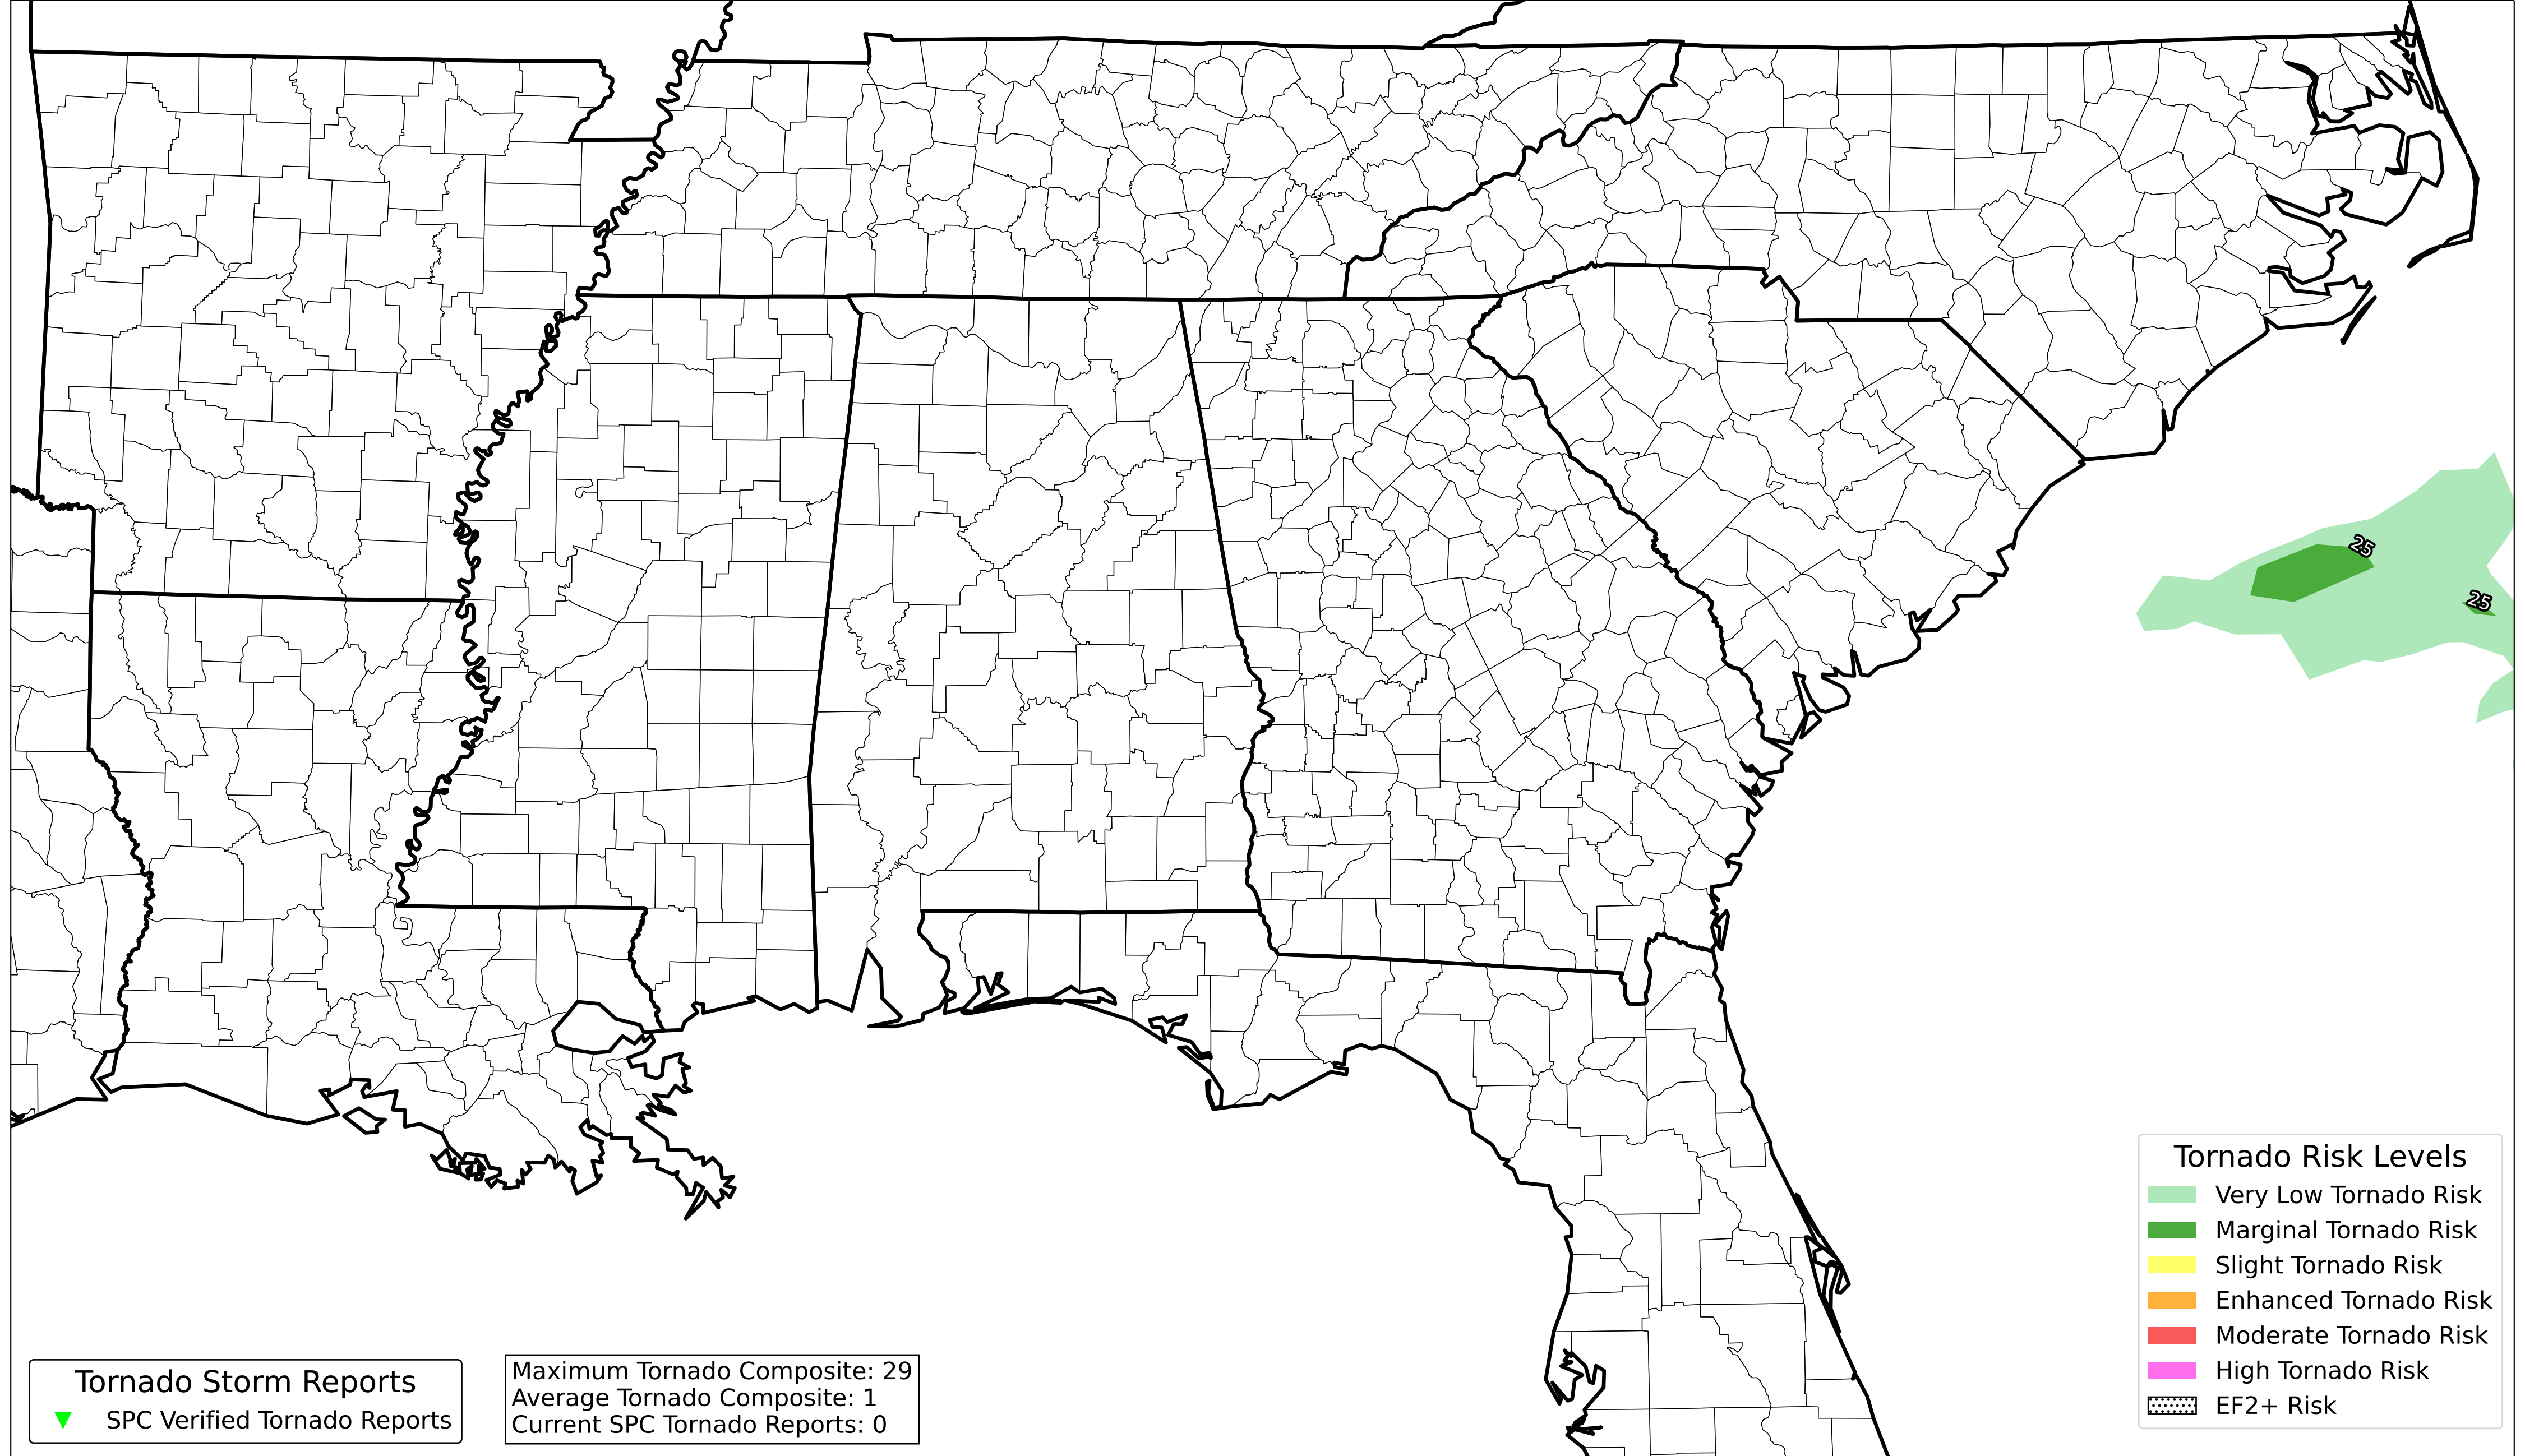 25
25
Tornado Risk Levels
Very Low Tornado Risk
Marginal Tornado Risk
Slight Tornado Risk
Enhanced Tornado Risk
Moderate Tornado Risk
High Tornado Risk
EF2+ Risk
Tornado Storm Reports
SPC Verified Tornado Reports
Maximum Tornado Composite: 29
Average Tornado Composite: 1
Current SPC Tornado Reports: 0